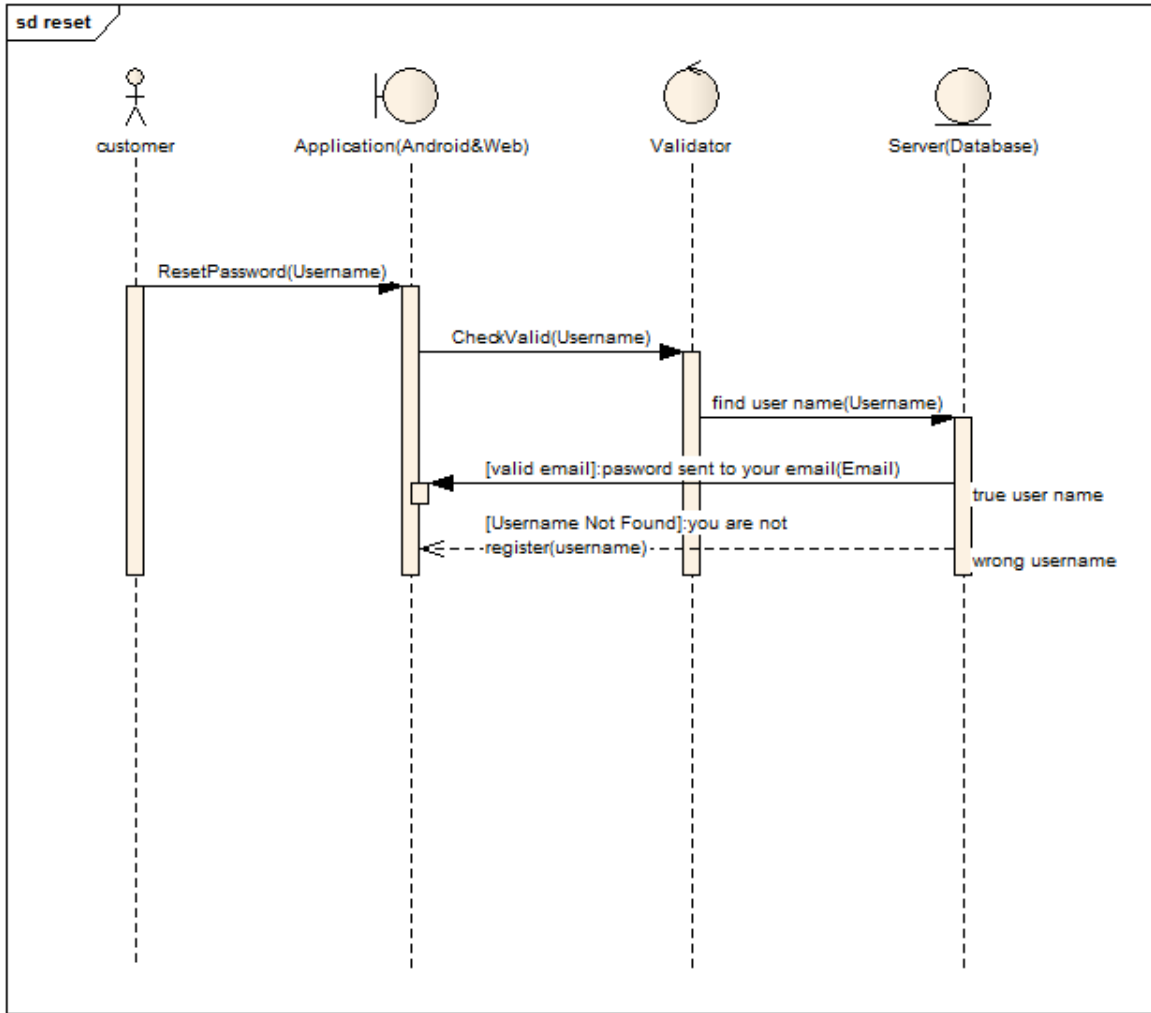 sd reset
customer
Application(Android&Web)
Validator
Server(Database)
ResetPassword(Username)
CheckValid(Username)
find user name(Username)
[valid email]:pasword sent to your email(Email)
true user name
[Username Not Found]:you are not
register(username)
wrong username